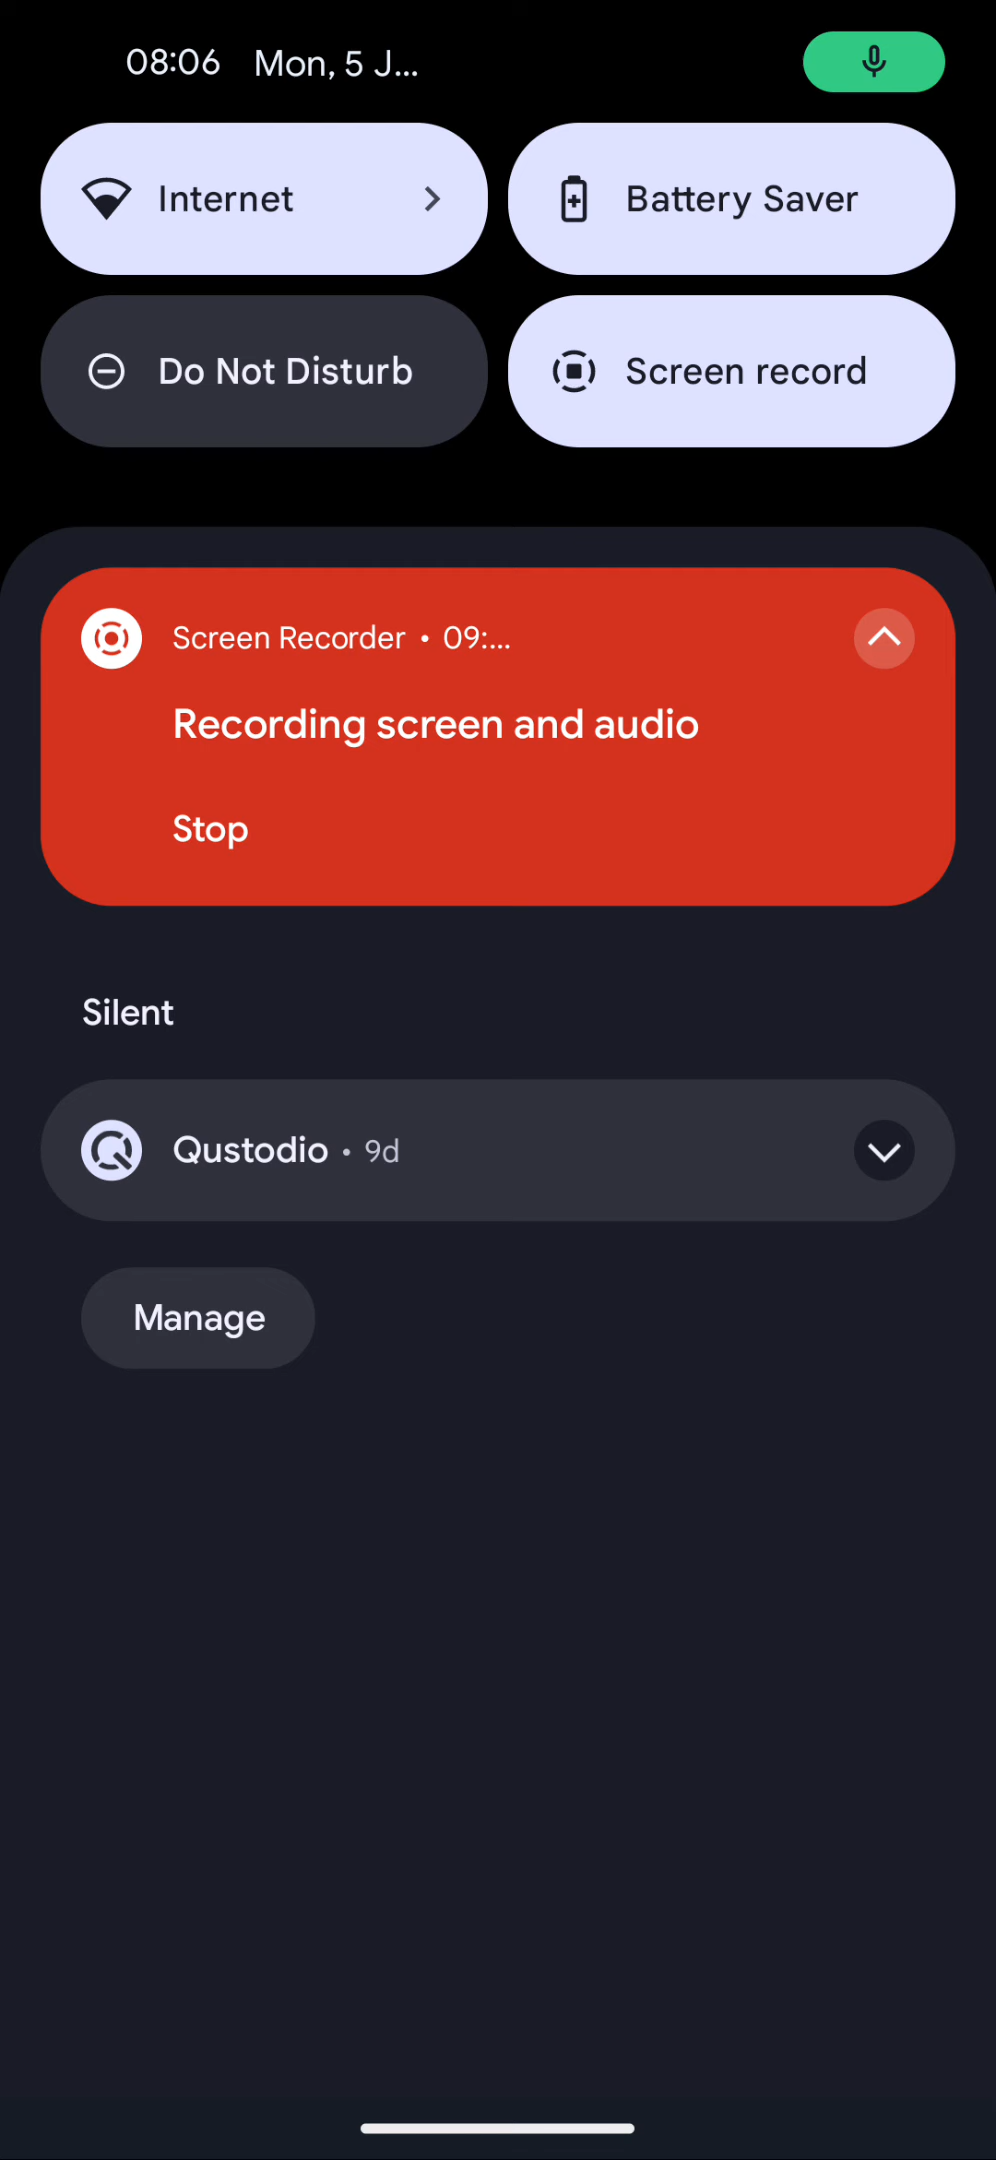 08:06 Mon, 5 J...
Internet
Battery Saver
Do Not Disturb
Screen record
Screen Recorder • 09:...
Recording screen and audio
Stop
Silent
Qustodio • 9d
Manage